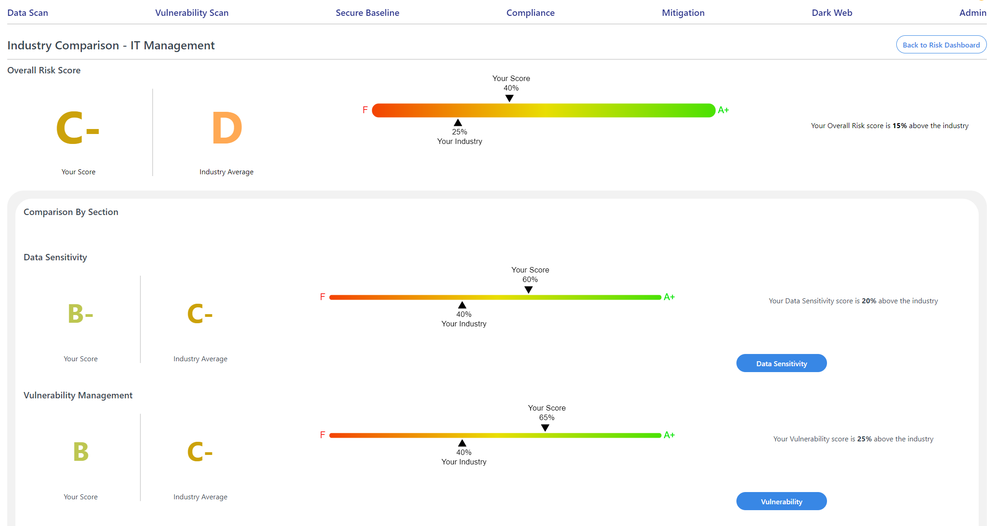 Data Scan Vulnerability Scan Secure Baseline Compliance Mitigation Dark Web Admin
Industry Comparison - IT Management
Back to Risk Dashboard
Overall Risk Score
C-
Your Score
D
Industry Average
Your Score
40%
F A+
25%
Your Industry
Your Overall Risk score is 15% above the industry
Comparison By Section
Data Sensitivity
B-
Your Score
C-
Industry Average
Your Score
60%
F A+
40%
Your Industry
Your Data Sensitivity score is 20% above the industry
Data Sensitivity
Vulnerability Management
B
Your Score
C-
Industry Average
Your Score
65%
F A+
40%
Your Industry
Your Vulnerability score is 25% above the industry
Vulnerability